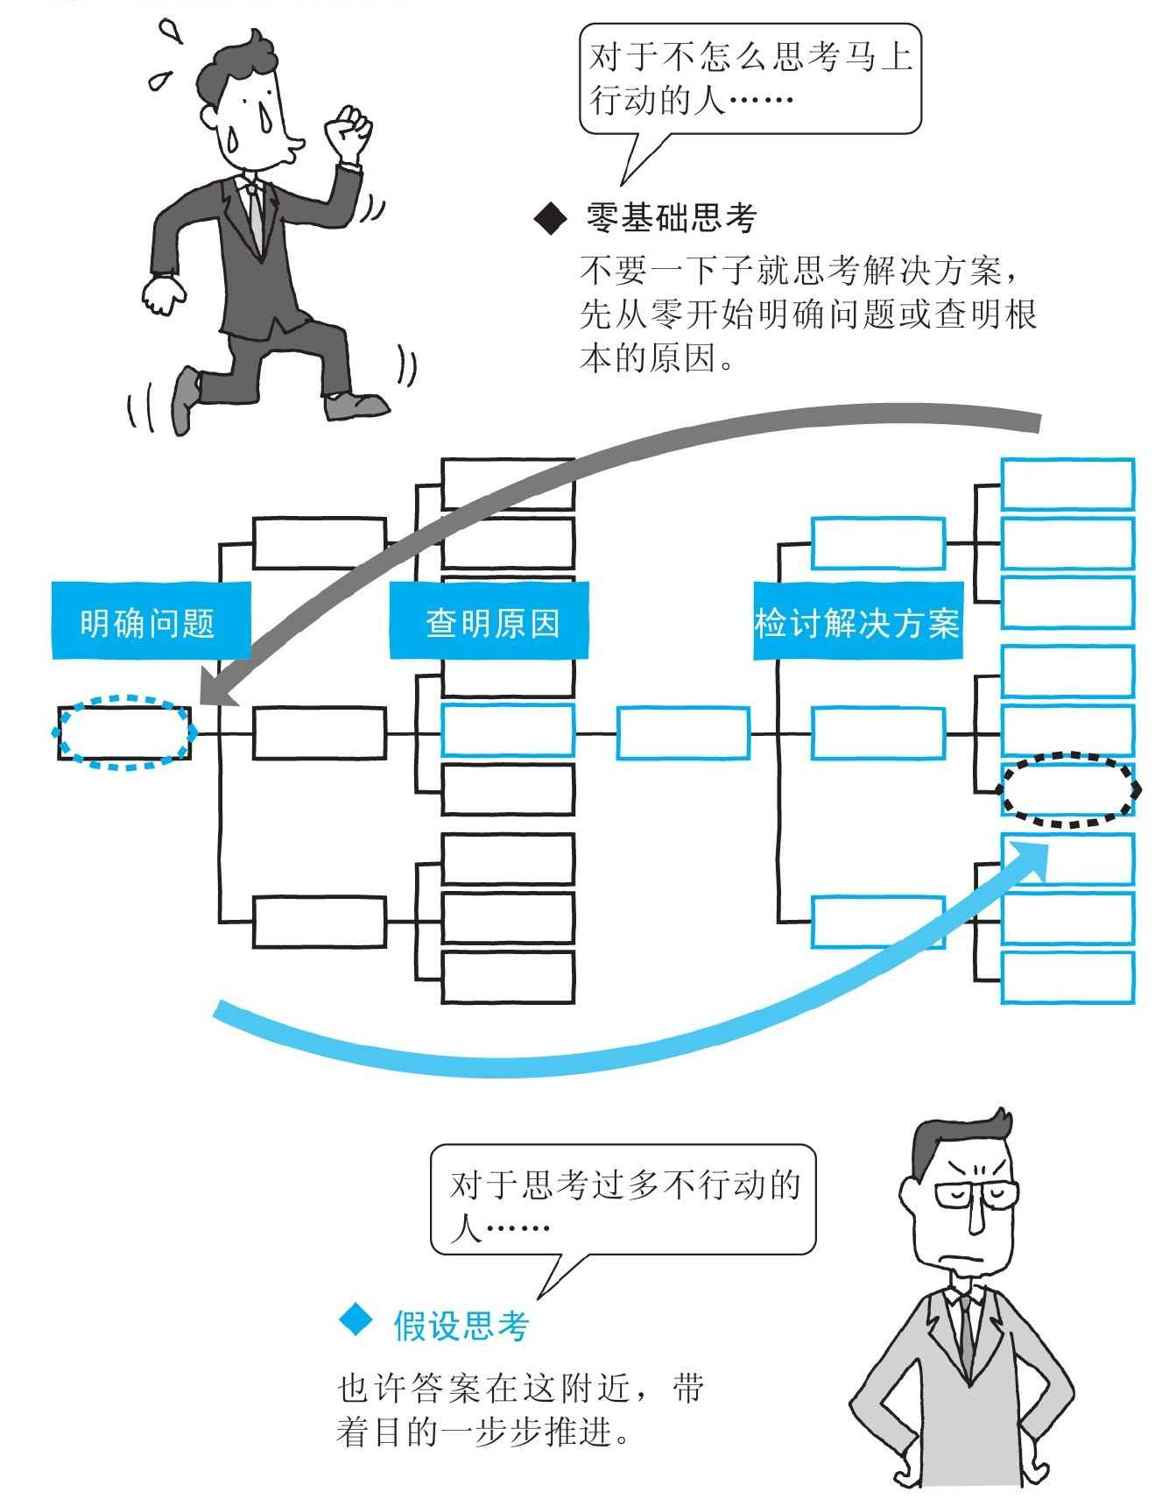 对于不怎么思考马上
行动的人……
◆ 零基础思考
不要一下子就思考解决方案，
先从零开始明确问题或查明根
本的原因。
明确问题
查明原因
检讨解决方案
对于思考过多不行动的
人……
◆ 假设思考
也许答案在这附近，带
着目的一步步推进。